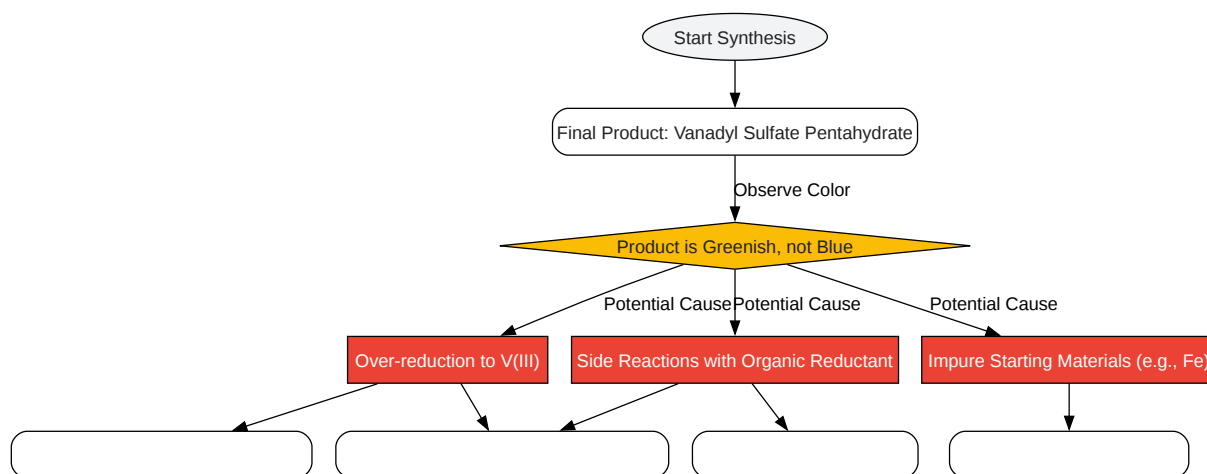 Start Synthesis
Final Product: Vanadyl Sulfate Pentahydrate
Observe Color
Product is Greenish, not Blue
Potential Cause
Potential Cause
Potential Cause
Over-reduction to V(III)
Side Reactions with Organic Reductant
Impure Starting Materials (e.g., Fe)